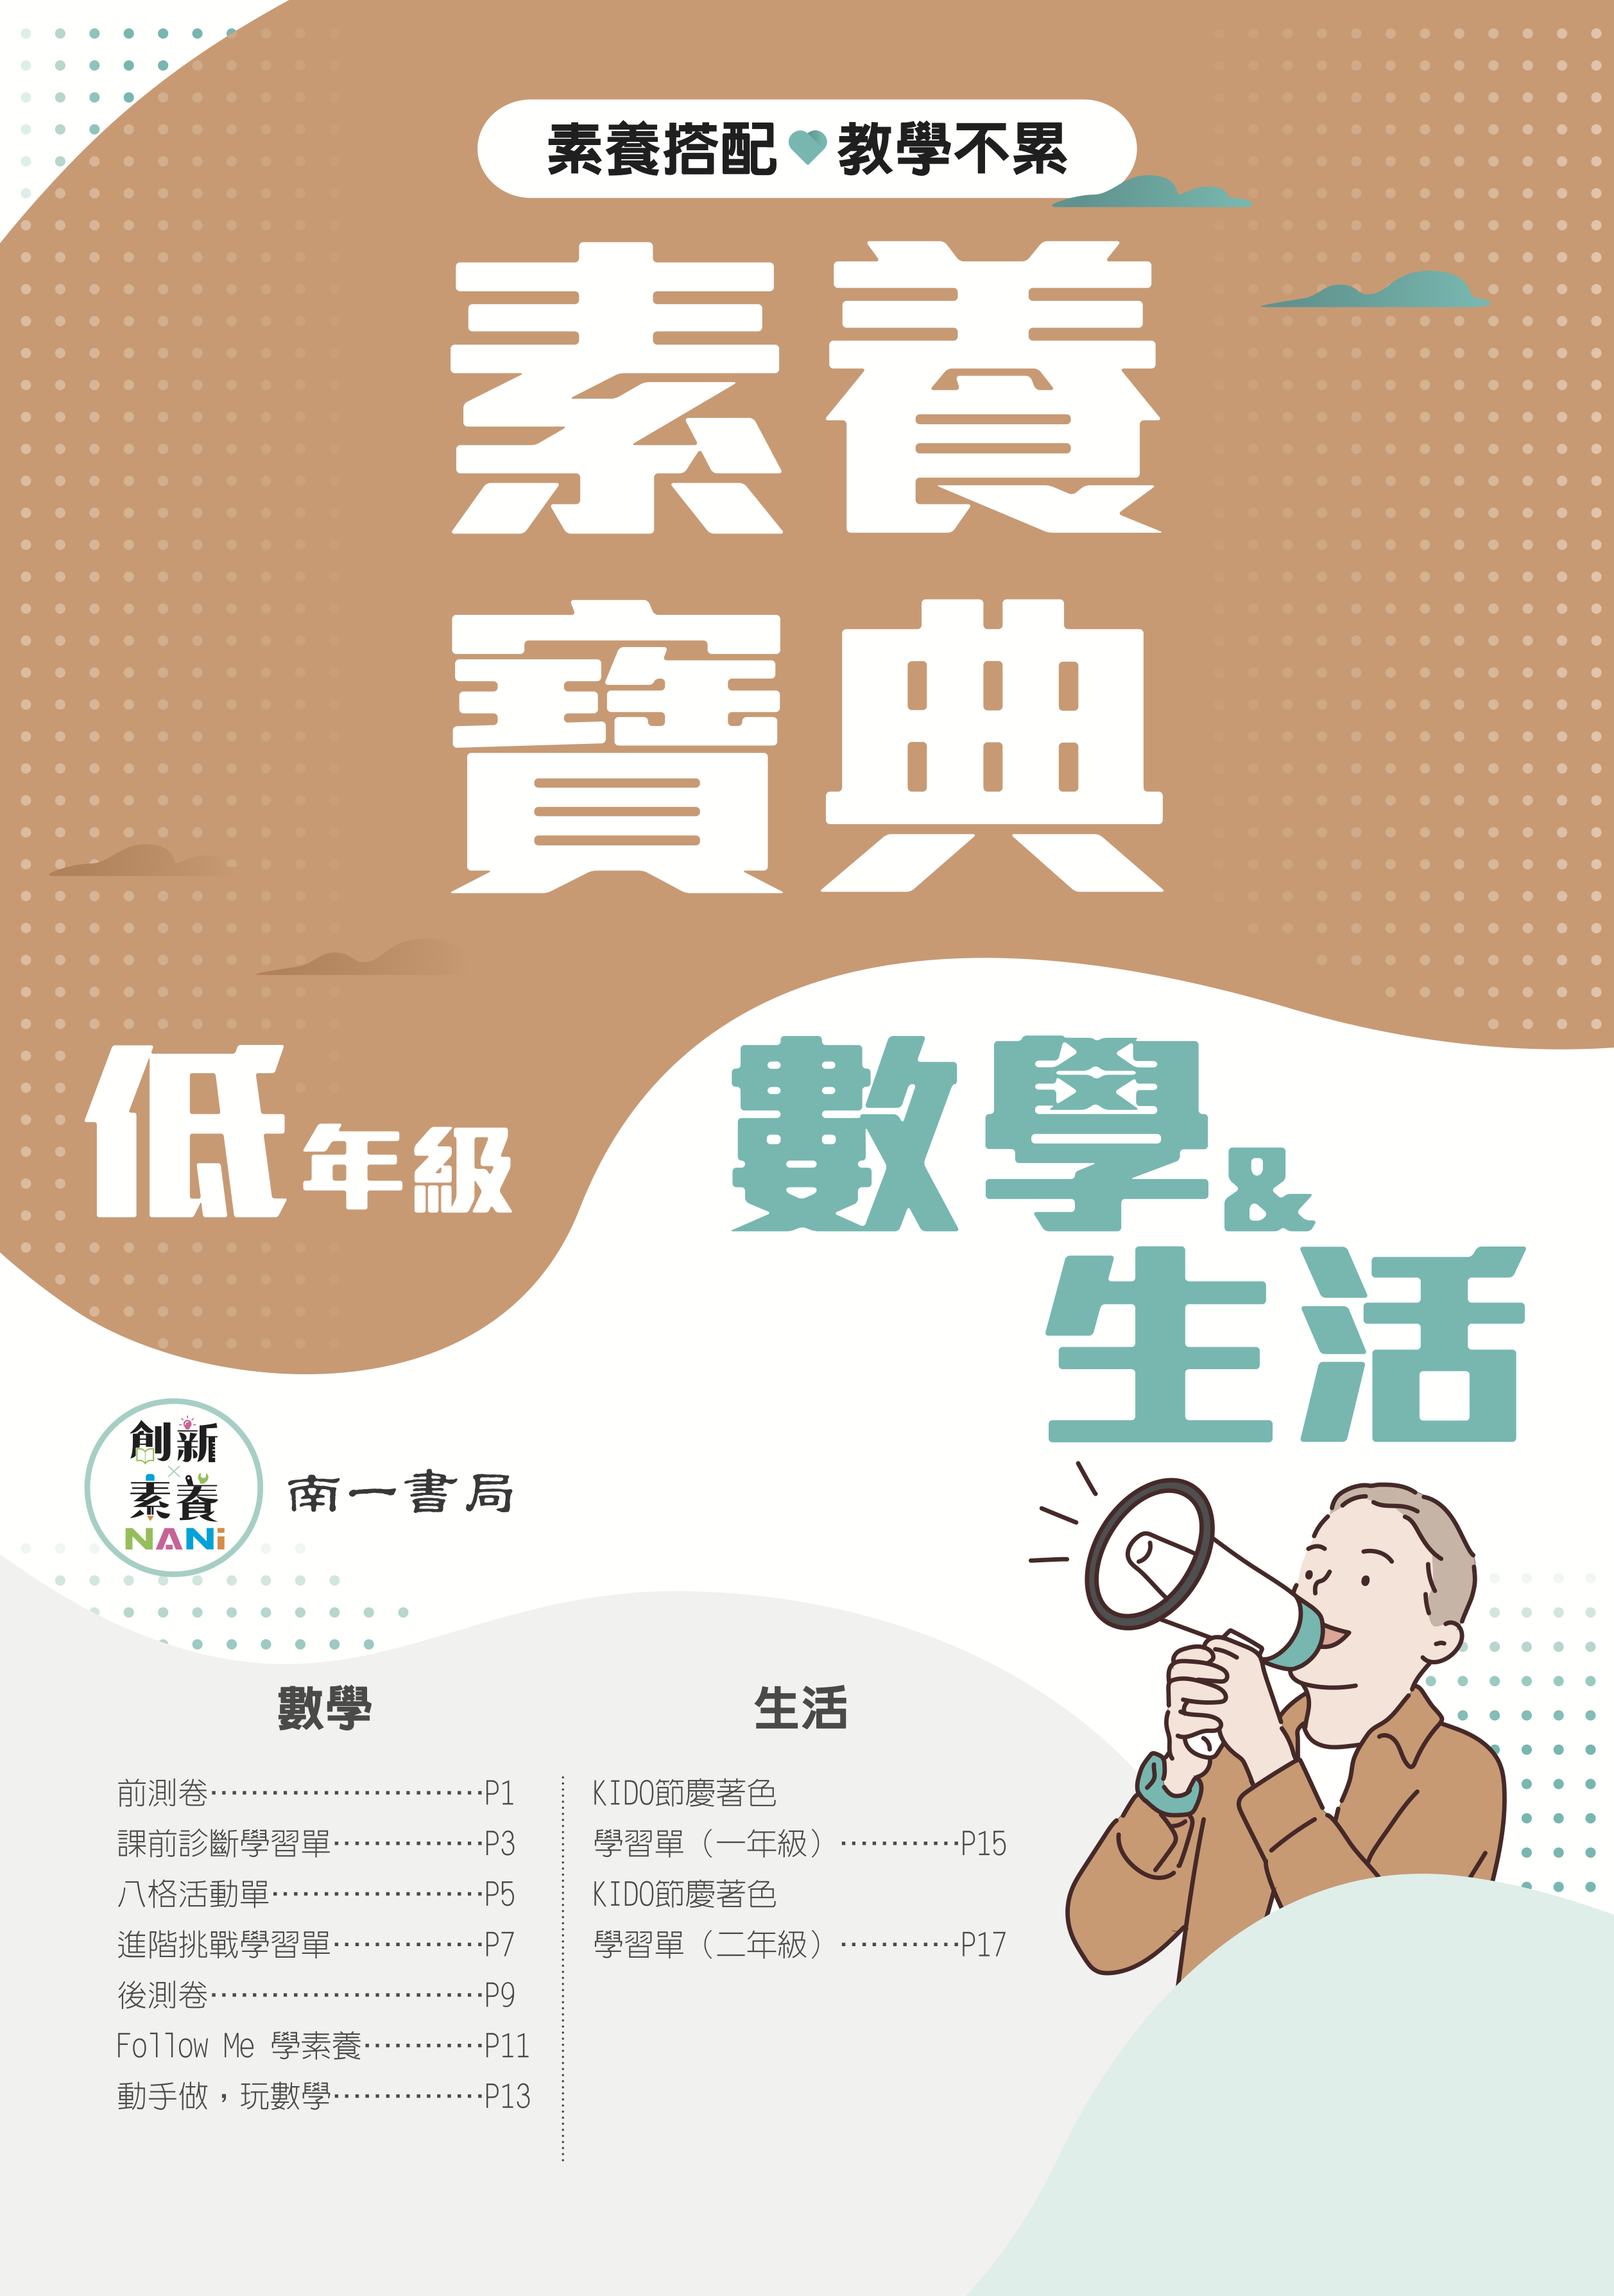 素養搭配 教學不累
素養
寶典
低年級
數學&
生活
創新
素養
NANi
南一書局
數學
前測卷⋯⋯⋯⋯⋯⋯⋯⋯⋯P1
課前診斷學習單⋯⋯⋯⋯⋯P3
八格活動單⋯⋯⋯⋯⋯⋯⋯P5
進階挑戰學習單⋯⋯⋯⋯⋯P7
後測卷⋯⋯⋯⋯⋯⋯⋯⋯⋯P9
Follow Me 學素養⋯⋯⋯⋯P11
動手做，玩數學⋯⋯⋯⋯⋯P13
生活
KIDO節慶著色
學習單（一年級）⋯⋯⋯⋯P15
KIDO節慶著色
學習單（二年級）⋯⋯⋯⋯P17